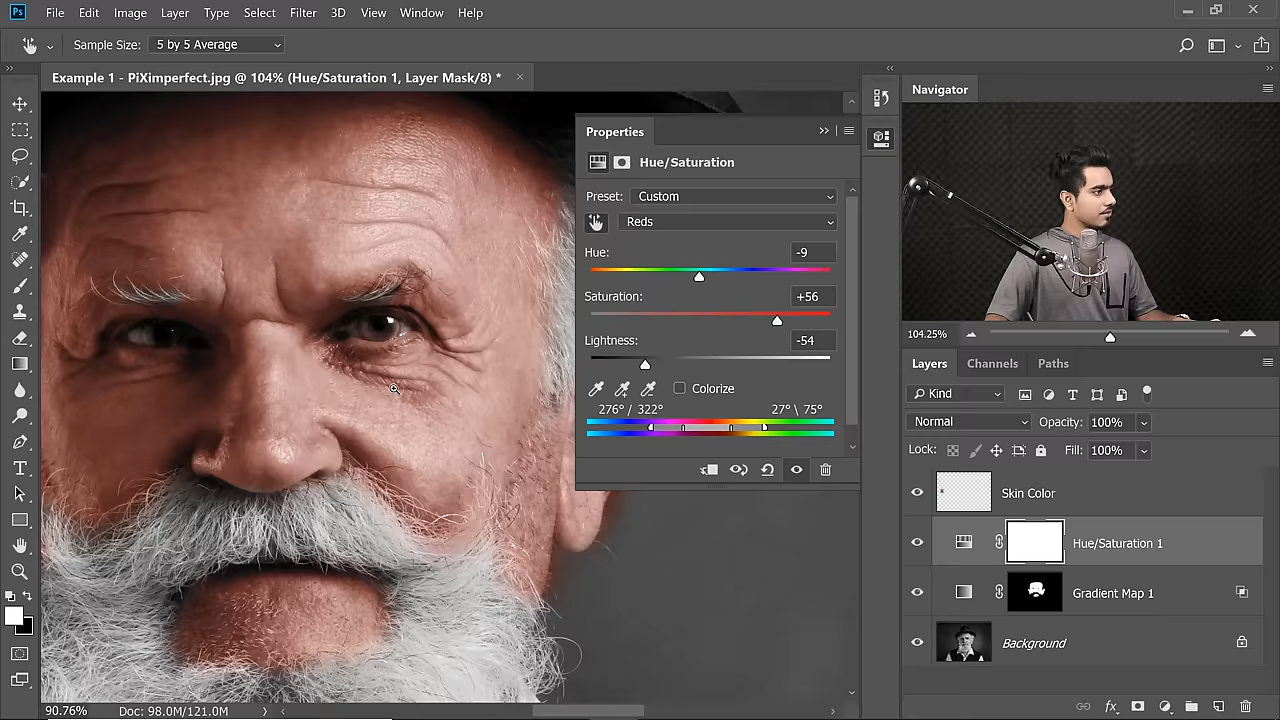 Ps File Edit Image Layer Type Select Filter 3D View Window Help
Sample Size: 5 by 5 Average
Example 1 - PiXimperfect.jpg @ 104% (Hue/Saturation 1, Layer Mask/8) * ×
Properties
Hue/Saturation
Preset: Custom
Reds
Hue: -9
Saturation: +56
Lightness: -54
Colorize
276° / 322° 27° \ 75°
Navigator
104.25%
Layers Channels Paths
Kind
Normal Opacity: 100%
Lock: Fill: 100%
Skin Color
Hue/Saturation 1
Gradient Map 1
Background
fx
90.76% Doc: 98.0M/121.0M